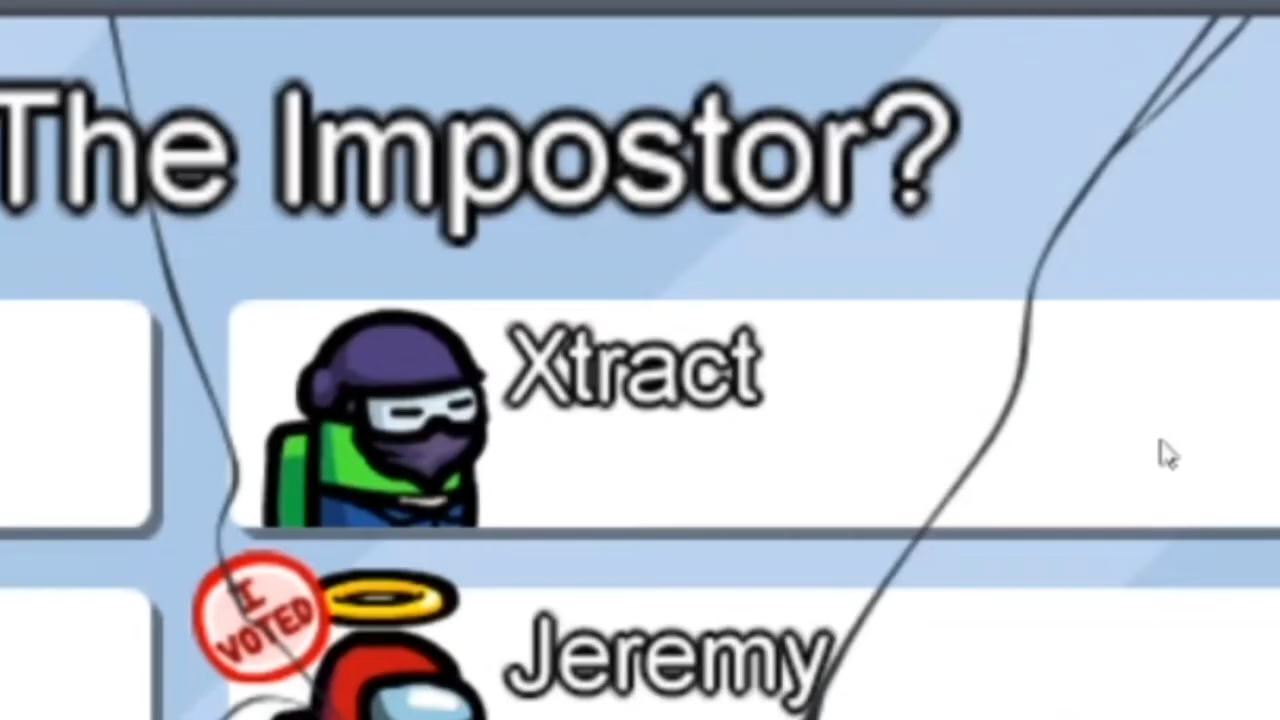 The Impostor?
Xtract
I
VOTED
Jeremy